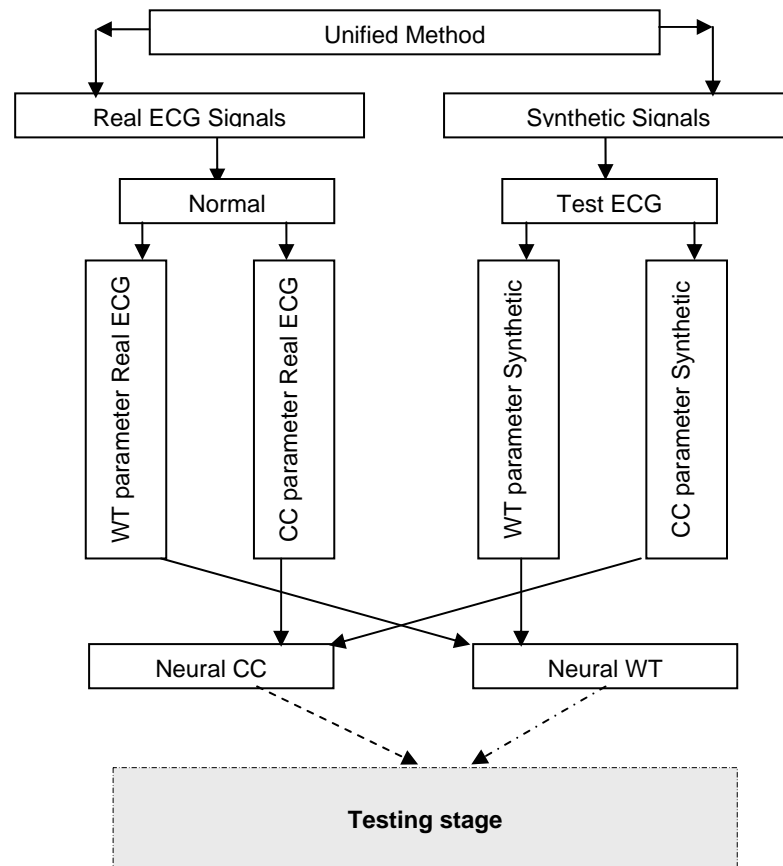 Unified Method
Real ECG Signals
Synthetic Signals
Normal
Test ECG
WT parameter Real ECG
CC parameter Real ECG
WT parameter Synthetic
CC parameter Synthetic
Neural CC
Neural WT
Testing stage